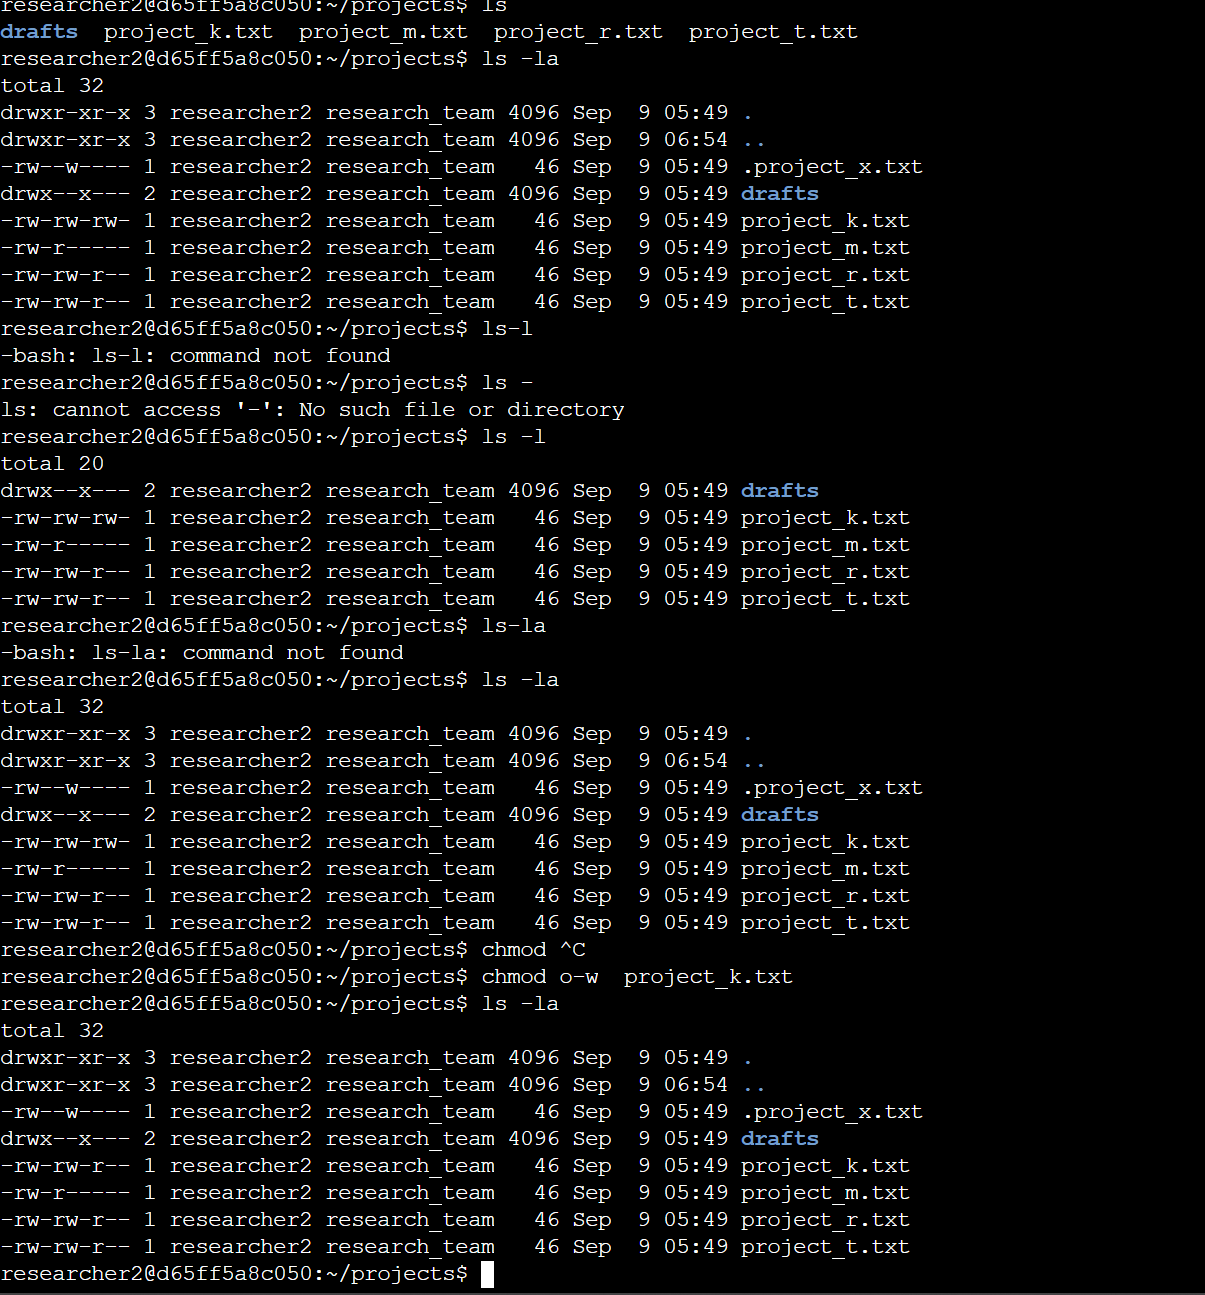 researcher2@d65ff5a8c050:~/projects$ ls
drafts  project_k.txt  project_m.txt  project_r.txt  project_t.txt
researcher2@d65ff5a8c050:~/projects$ ls -la
total 32
drwxr-xr-x 3 researcher2 research_team 4096 Sep  9 05:49 .
drwxr-xr-x 3 researcher2 research_team 4096 Sep  9 06:54 ..
-rw--w---- 1 researcher2 research_team   46 Sep  9 05:49 .project_x.txt
drwx--x--- 2 researcher2 research_team 4096 Sep  9 05:49 drafts
-rw-rw-rw- 1 researcher2 research_team   46 Sep  9 05:49 project_k.txt
-rw-r----- 1 researcher2 research_team   46 Sep  9 05:49 project_m.txt
-rw-rw-r-- 1 researcher2 research_team   46 Sep  9 05:49 project_r.txt
-rw-rw-r-- 1 researcher2 research_team   46 Sep  9 05:49 project_t.txt
researcher2@d65ff5a8c050:~/projects$ ls-l
-bash: ls-l: command not found
researcher2@d65ff5a8c050:~/projects$ ls -
ls: cannot access '-': No such file or directory
researcher2@d65ff5a8c050:~/projects$ ls -l
total 20
drwx--x--- 2 researcher2 research_team 4096 Sep  9 05:49 drafts
-rw-rw-rw- 1 researcher2 research_team   46 Sep  9 05:49 project_k.txt
-rw-r----- 1 researcher2 research_team   46 Sep  9 05:49 project_m.txt
-rw-rw-r-- 1 researcher2 research_team   46 Sep  9 05:49 project_r.txt
-rw-rw-r-- 1 researcher2 research_team   46 Sep  9 05:49 project_t.txt
researcher2@d65ff5a8c050:~/projects$ ls-la
-bash: ls-la: command not found
researcher2@d65ff5a8c050:~/projects$ ls -la
total 32
drwxr-xr-x 3 researcher2 research_team 4096 Sep  9 05:49 .
drwxr-xr-x 3 researcher2 research_team 4096 Sep  9 06:54 ..
-rw--w---- 1 researcher2 research_team   46 Sep  9 05:49 .project_x.txt
drwx--x--- 2 researcher2 research_team 4096 Sep  9 05:49 drafts
-rw-rw-rw- 1 researcher2 research_team   46 Sep  9 05:49 project_k.txt
-rw-r----- 1 researcher2 research_team   46 Sep  9 05:49 project_m.txt
-rw-rw-r-- 1 researcher2 research_team   46 Sep  9 05:49 project_r.txt
-rw-rw-r-- 1 researcher2 research_team   46 Sep  9 05:49 project_t.txt
researcher2@d65ff5a8c050:~/projects$ chmod ^C
researcher2@d65ff5a8c050:~/projects$ chmod o-w  project_k.txt
researcher2@d65ff5a8c050:~/projects$ ls -la
total 32
drwxr-xr-x 3 researcher2 research_team 4096 Sep  9 05:49 .
drwxr-xr-x 3 researcher2 research_team 4096 Sep  9 06:54 ..
-rw--w---- 1 researcher2 research_team   46 Sep  9 05:49 .project_x.txt
drwx--x--- 2 researcher2 research_team 4096 Sep  9 05:49 drafts
-rw-rw-r-- 1 researcher2 research_team   46 Sep  9 05:49 project_k.txt
-rw-r----- 1 researcher2 research_team   46 Sep  9 05:49 project_m.txt
-rw-rw-r-- 1 researcher2 research_team   46 Sep  9 05:49 project_r.txt
-rw-rw-r-- 1 researcher2 research_team   46 Sep  9 05:49 project_t.txt
researcher2@d65ff5a8c050:~/projects$